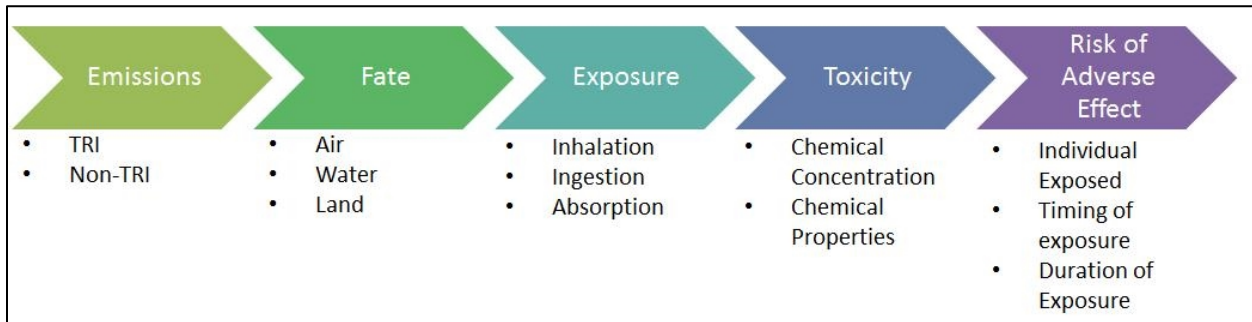 Emissions
• TRI
• Non-TRI
Fate
• Air
• Water
• Land
Exposure
• Inhalation
• Ingestion
• Absorption
Toxicity
• Chemical
Concentration
• Chemical
Properties
Risk of
Adverse
Effect
• Individual
Exposed
• Timing of
exposure
• Duration of
Exposure